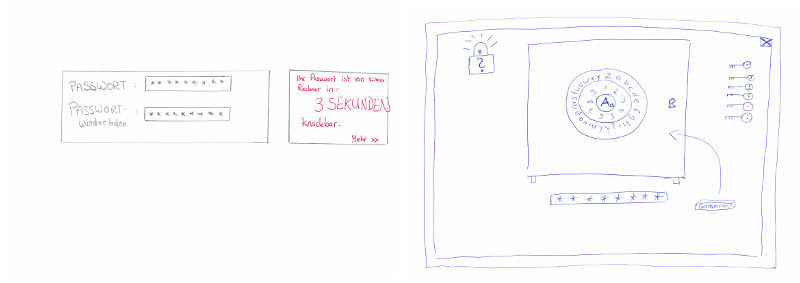 PASSWORT : *********
PASSWORT-
wiederholen *********
Ihr Passwort ist von einem
Rechner in:
3 SEKUNDEN
knackbar.
Mehr >>
?
A
********